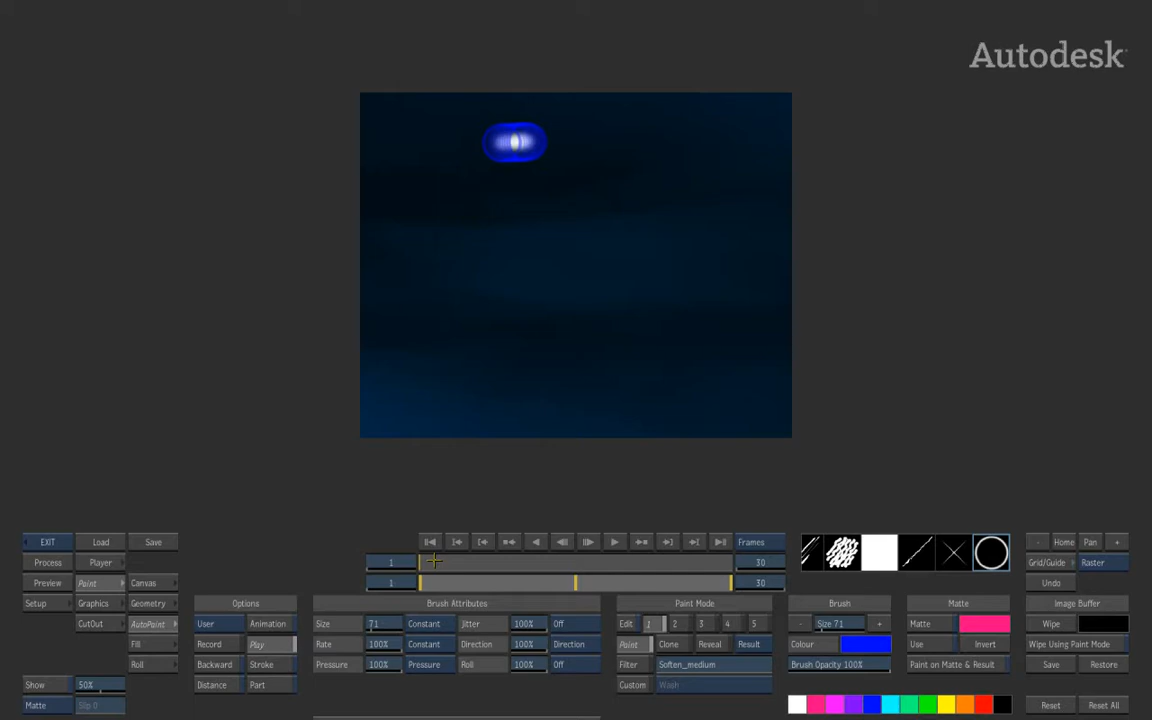 Autodesk
EXIT Load Save Frames - Home Pan +
Process Player 1 30 Grid/Guide Raster
Preview Paint Canvas 1 30 Undo
Setup Graphics Geometry Options Brush Attributes Paint Mode Brush Matte Image Buffer
CutOut AutoPaint User Animation Size 71 Constant Jitter 100% Off Edit 1 2 3 4 5 - Size 71 + Matte Wipe
Fill Record Play Rate 100% Constant Direction 100% Direction Paint Clone Reveal Result Colour Use Invert Wipe Using Paint Mode
Roll Backward Stroke Pressure 100% Pressure Roll 100% Off Filter Soften_medium Brush Opacity 100% Paint on Matte & Result Save Restore
Show 50% Distance Part Custom Wash
Matte Slip 0 Reset Reset All